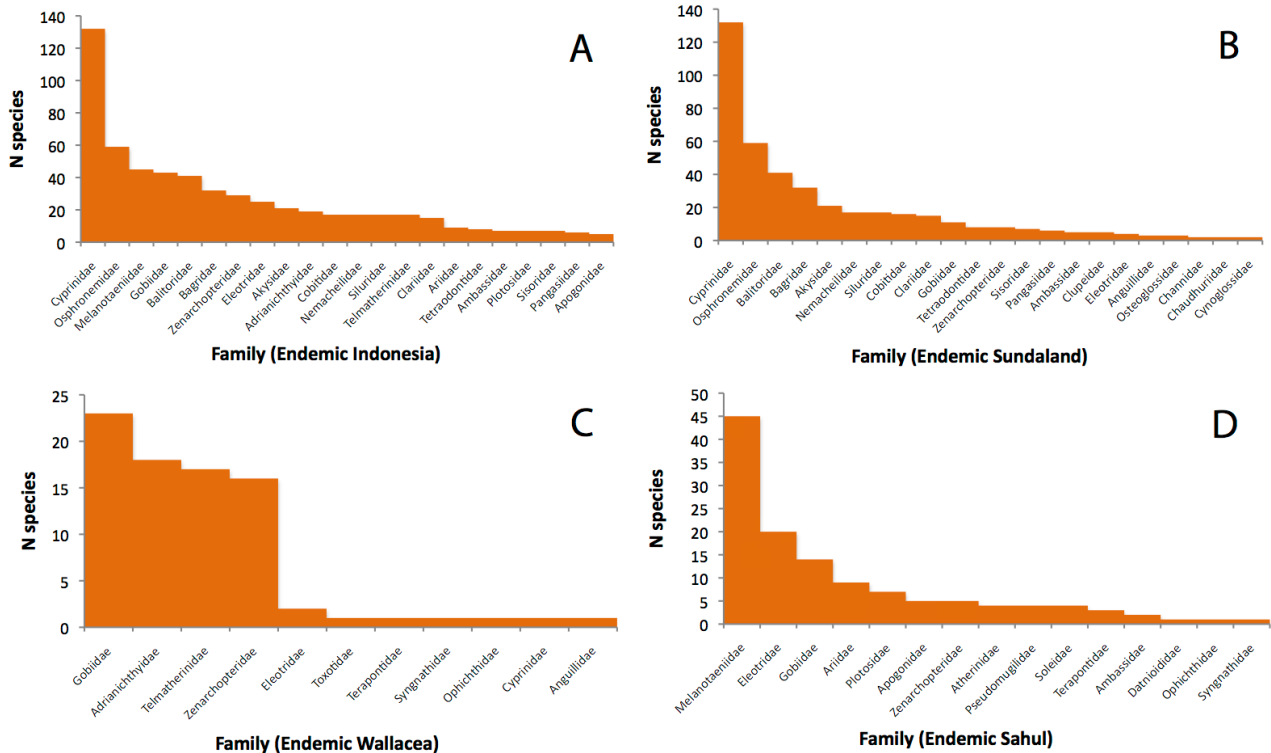 A
N species
140
120
100
80
60
40
20
0
Cyprinidae
Osphronemidae
Melanotaeniidae
Gobiidae
Balitoridae
Bagridae
Zenarchopteridae
Eleotridae
Akysidae
Adrianichthyidae
Cobitidae
Nemacheilidae
Siluridae
Telmatherinidae
Clariidae
Ariidae
Tetraodontidae
Ambassidae
Plotosidae
Sisoridae
Pangasiidae
Apogonidae
Family (Endemic Indonesia)
B
N species
140
120
100
80
60
40
20
0
Cyprinidae
Osphronemidae
Balitoridae
Bagridae
Akysidae
Nemacheilidae
Siluridae
Cobitidae
Clariidae
Gobiidae
Tetraodontidae
Zenarchopteridae
Sisoridae
Pangasiidae
Ambassidae
Clupeidae
Eleotridae
Anguillidae
Osteoglossidae
Channidae
Chaudhuriidae
Cynoglossidae
Family (Endemic Sundaland)
C
N species
25
20
15
10
5
0
Gobiidae
Adrianichthyidae
Telmatherinidae
Zenarchopteridae
Eleotridae
Toxotidae
Terapontidae
Syngnathidae
Ophichthidae
Cyprinidae
Anguillidae
Family (Endemic Wallacea)
D
N species
50
45
40
35
30
25
20
15
10
5
0
Melanotaeniidae
Eleotridae
Gobiidae
Ariidae
Plotosidae
Apogonidae
Zenarchopteridae
Atherinidae
Pseudomugilidae
Soleidae
Terapontidae
Ambassidae
Datnioididae
Ophichthidae
Syngnathidae
Family (Endemic Sahul)